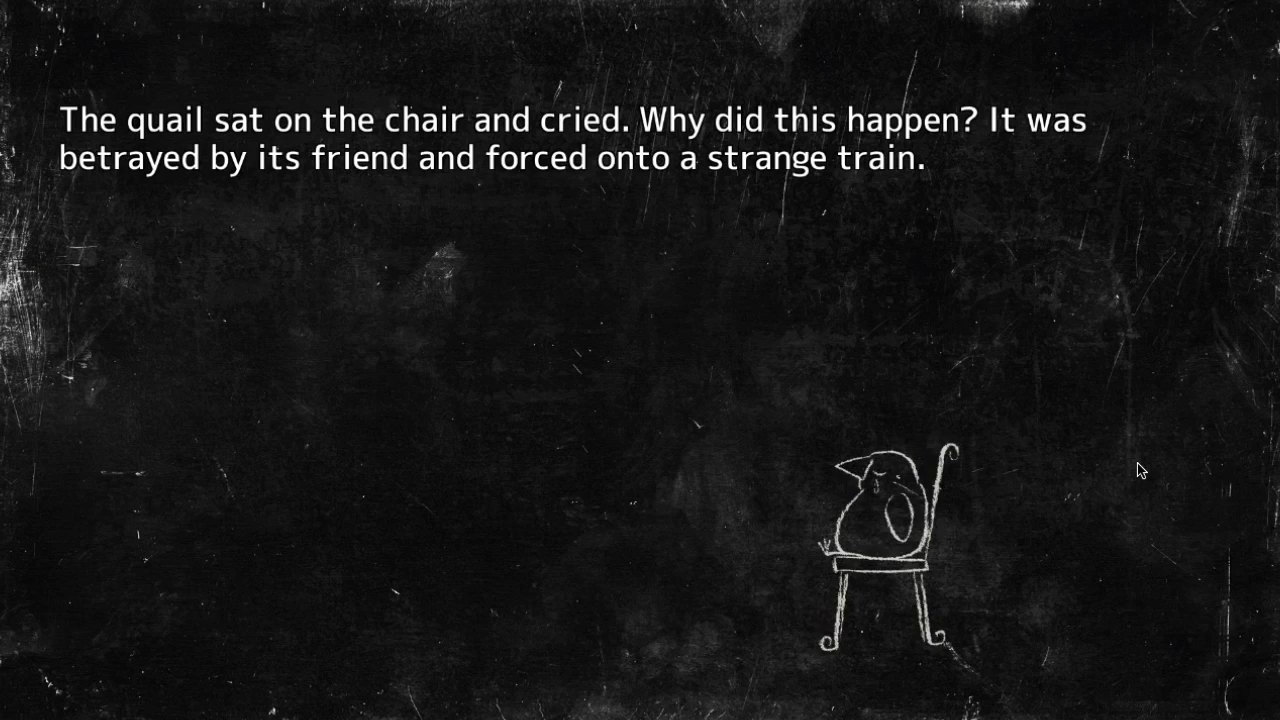 The quail sat on the chair and cried. Why did this happen? It was
betrayed by its friend and forced onto a strange train.